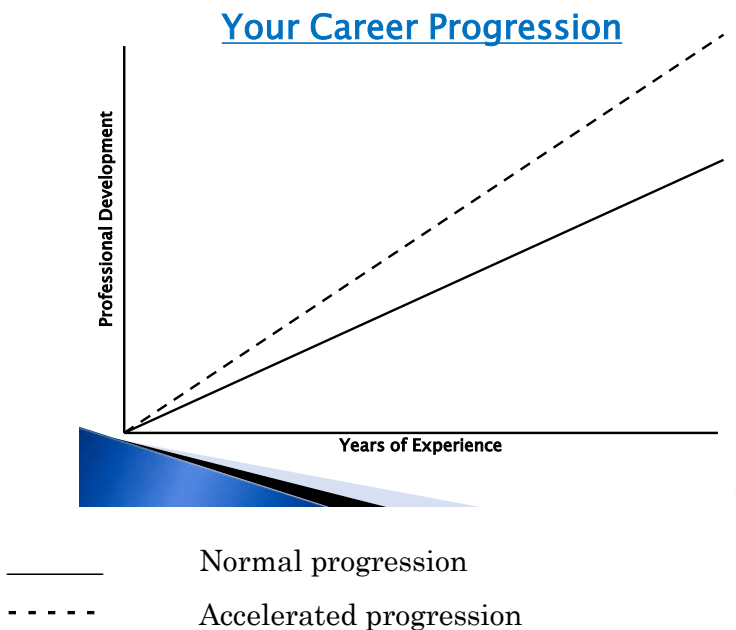 Your Career Progression
Professional Development
Years of Experience
Normal progression
Accelerated progression